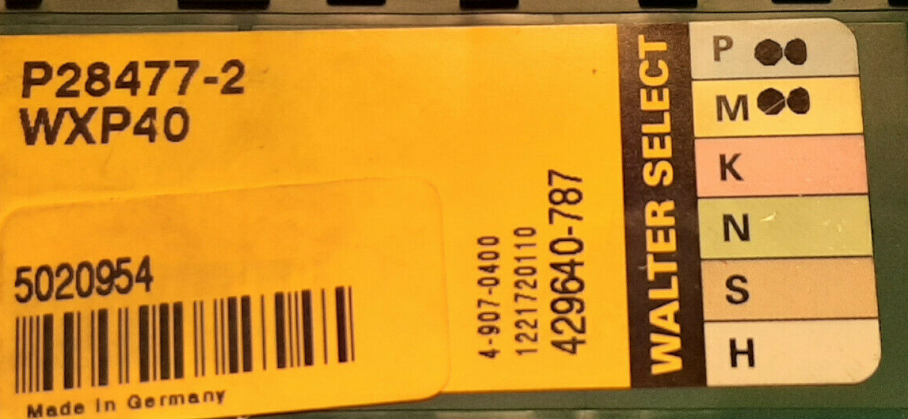 P28477-2
WXP40
5020954
Made in Germany
4-907-0400
1221720110
429640-787
WALTER SELECT
P
M
K
N
S
H